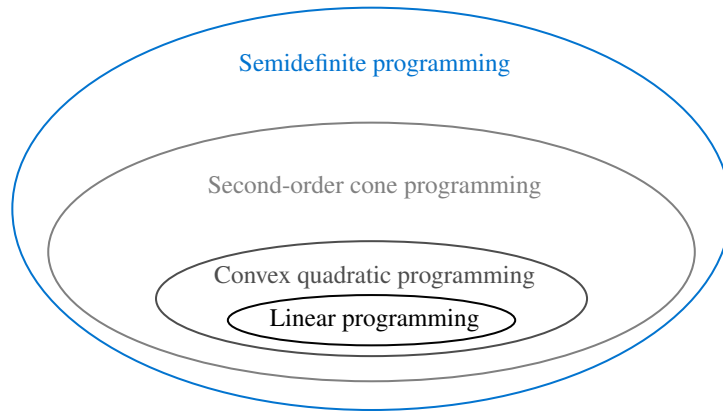 Semidefinite programming
Second-order cone programming
Convex quadratic programming
Linear programming